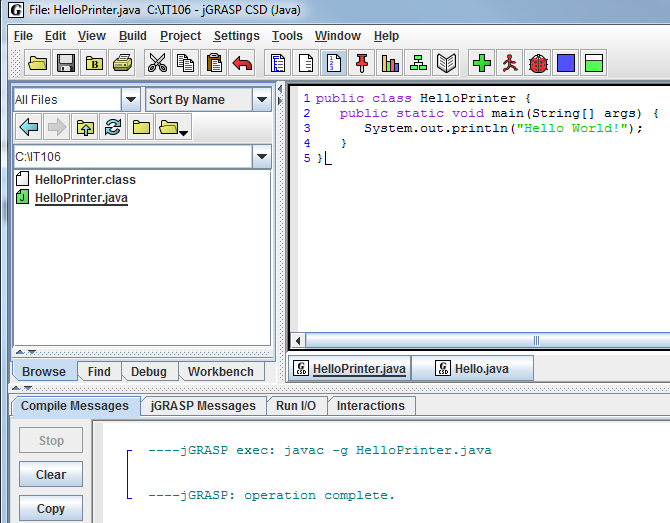 File: HelloPrinter.java C:\IT106 - jGRASP CSD (Java)
File Edit View Build Project Settings Tools Window Help
All Files Sort By Name
C:\IT106
HelloPrinter.class
HelloPrinter.java
Browse Find Debug Workbench
1 public class HelloPrinter {
2 public static void main(String[] args) {
3 System.out.println("Hello World!");
4 }
5 }
HelloPrinter.java Hello.java
Compile Messages jGRASP Messages Run I/O Interactions
Stop
Clear
Copy
----jGRASP exec: javac -g HelloPrinter.java
----jGRASP: operation complete.